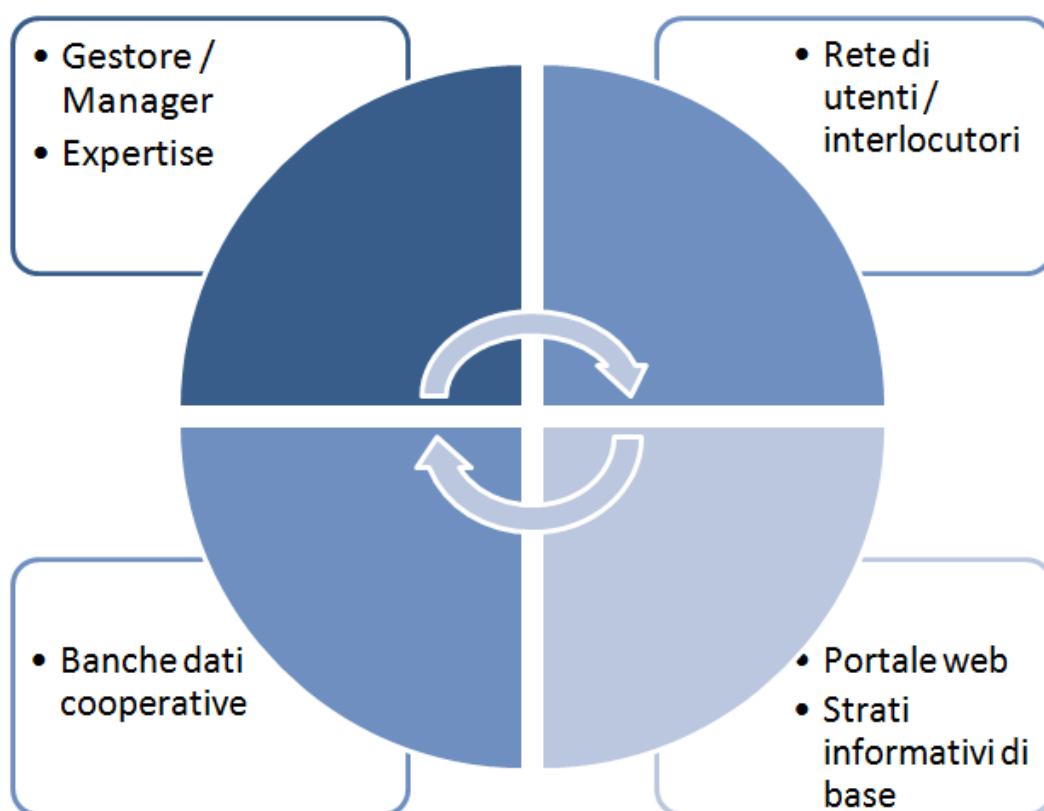 • Gestore /
Manager
• Expertise
• Rete di
utenti /
interlocutori
• Banche dati
cooperative
• Portale web
• Strati
informativi di
base